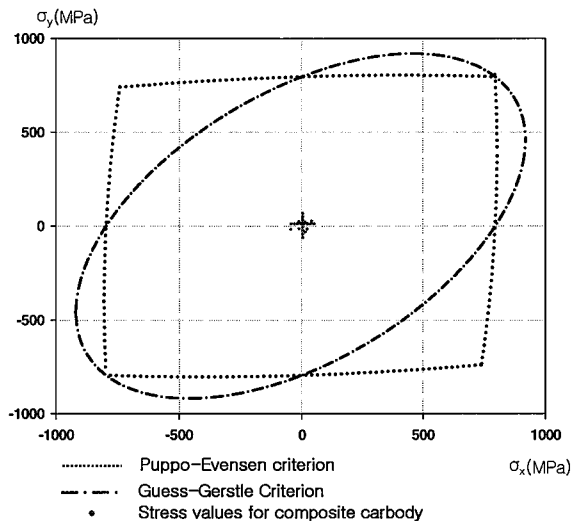 σy(MPa)
1000
500
0
-500
-1000
-1000 -500 0 500 1000
σx(MPa)
Puppo-Evensen criterion
Guess-Gerstle Criterion
Stress values for composite carbody